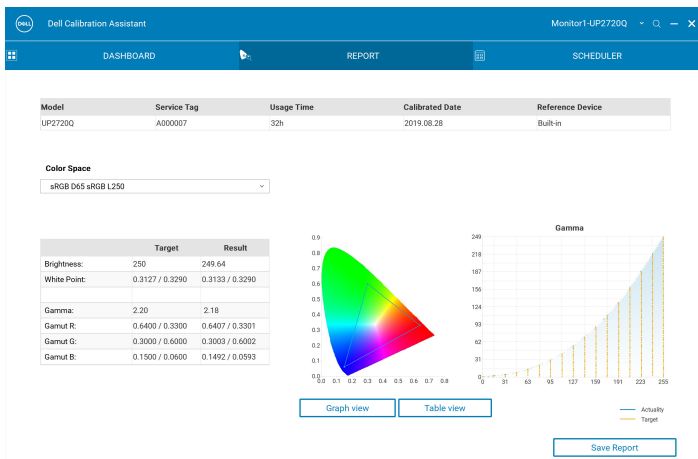 DELL Dell Calibration Assistant Monitor1-UP2720Q
DASHBOARD REPORT SCHEDULER
Model Service Tag Usage Time Calibrated Date Reference Device
UP2720Q A000007 32h 2019.08.28 Built-in
Color Space
sRGB D65 sRGB L250
Target Result
Brightness: 250 249.64
White Point: 0.3127 / 0.3290 0.3133 / 0.3290
Gamma: 2.20 2.18
Gamut R: 0.6400 / 0.3300 0.6407 / 0.3301
Gamut G: 0.3000 / 0.6000 0.3003 / 0.6002
Gamut B: 0.1500 / 0.0600 0.1492 / 0.0593
0.9
0.8
0.7
0.6
0.5
0.4
0.3
0.2
0.1
0.0
0.0 0.1 0.2 0.3 0.4 0.5 0.6 0.7 0.8
Graph view Table view
Gamma
249
218
187
156
124
93
62
31
0
0 31 63 95 127 159 191 223 255
Actuality
Target
Save Report